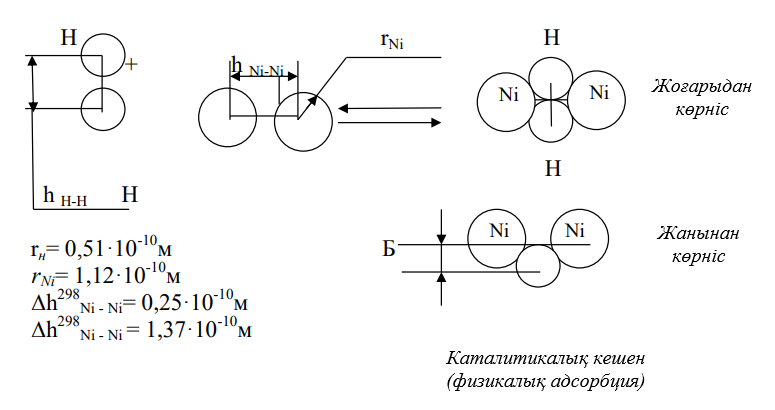 H
+
h H-H
H
h Ni-Ni
rNi
H
Ni
Ni
H
Жоғарыдан
көрніс
Б
Ni
Ni
Жанынан
көрніс
rн= 0,51·10-10м
rNi= 1,12·10-10м
Δh298Ni - Ni= 0,25·10-10м
Δh298Ni - Ni = 1,37·10-10м
Каталитикалық кешен
(физикалық адсорбция)